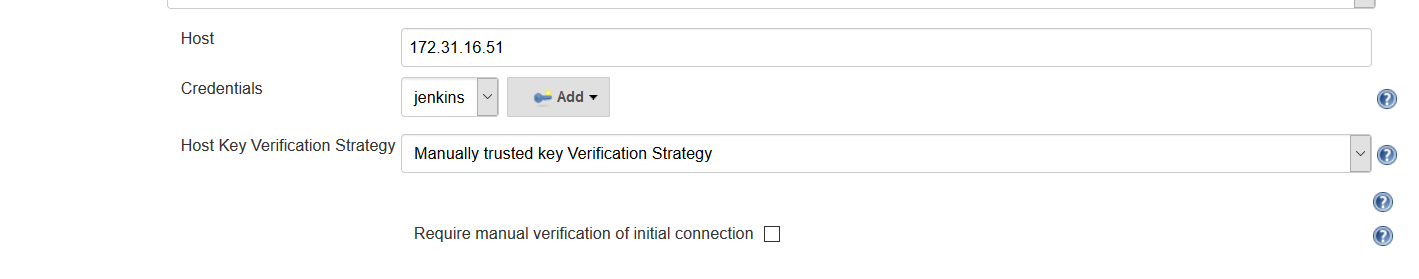 Host
172.31.16.51
Credentials
jenkins
Add
Host Key Verification Strategy
Manually trusted key Verification Strategy
Require manual verification of initial connection